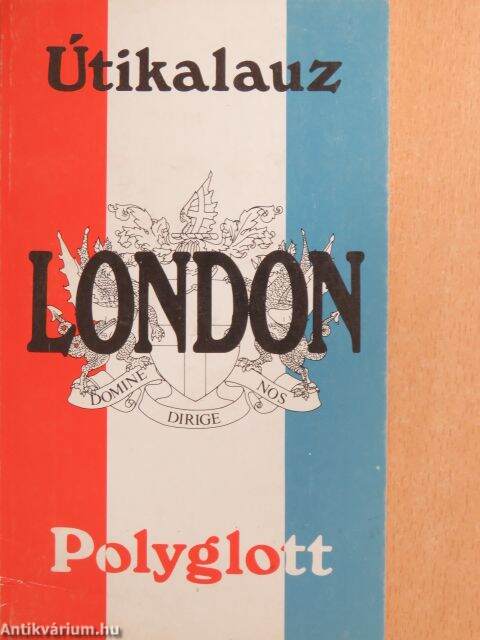 Útikalauz
LONDON
DOMINE DIRIGE NOS
Polyglott
Antikvárium.hu